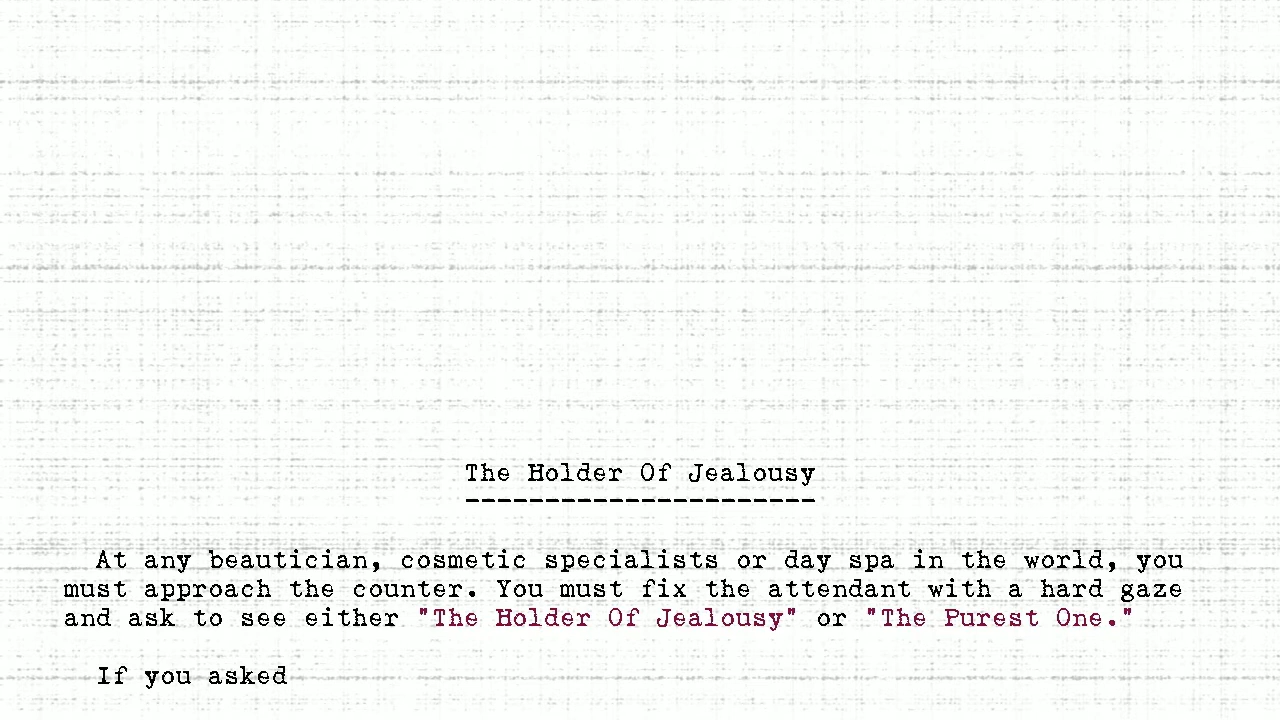 The Holder Of Jealousy
----------------------
At any beautician, cosmetic specialists or day spa in the world, you
must approach the counter. You must fix the attendant with a hard gaze
and ask to see either "The Holder Of Jealousy" or "The Purest One."
If you asked